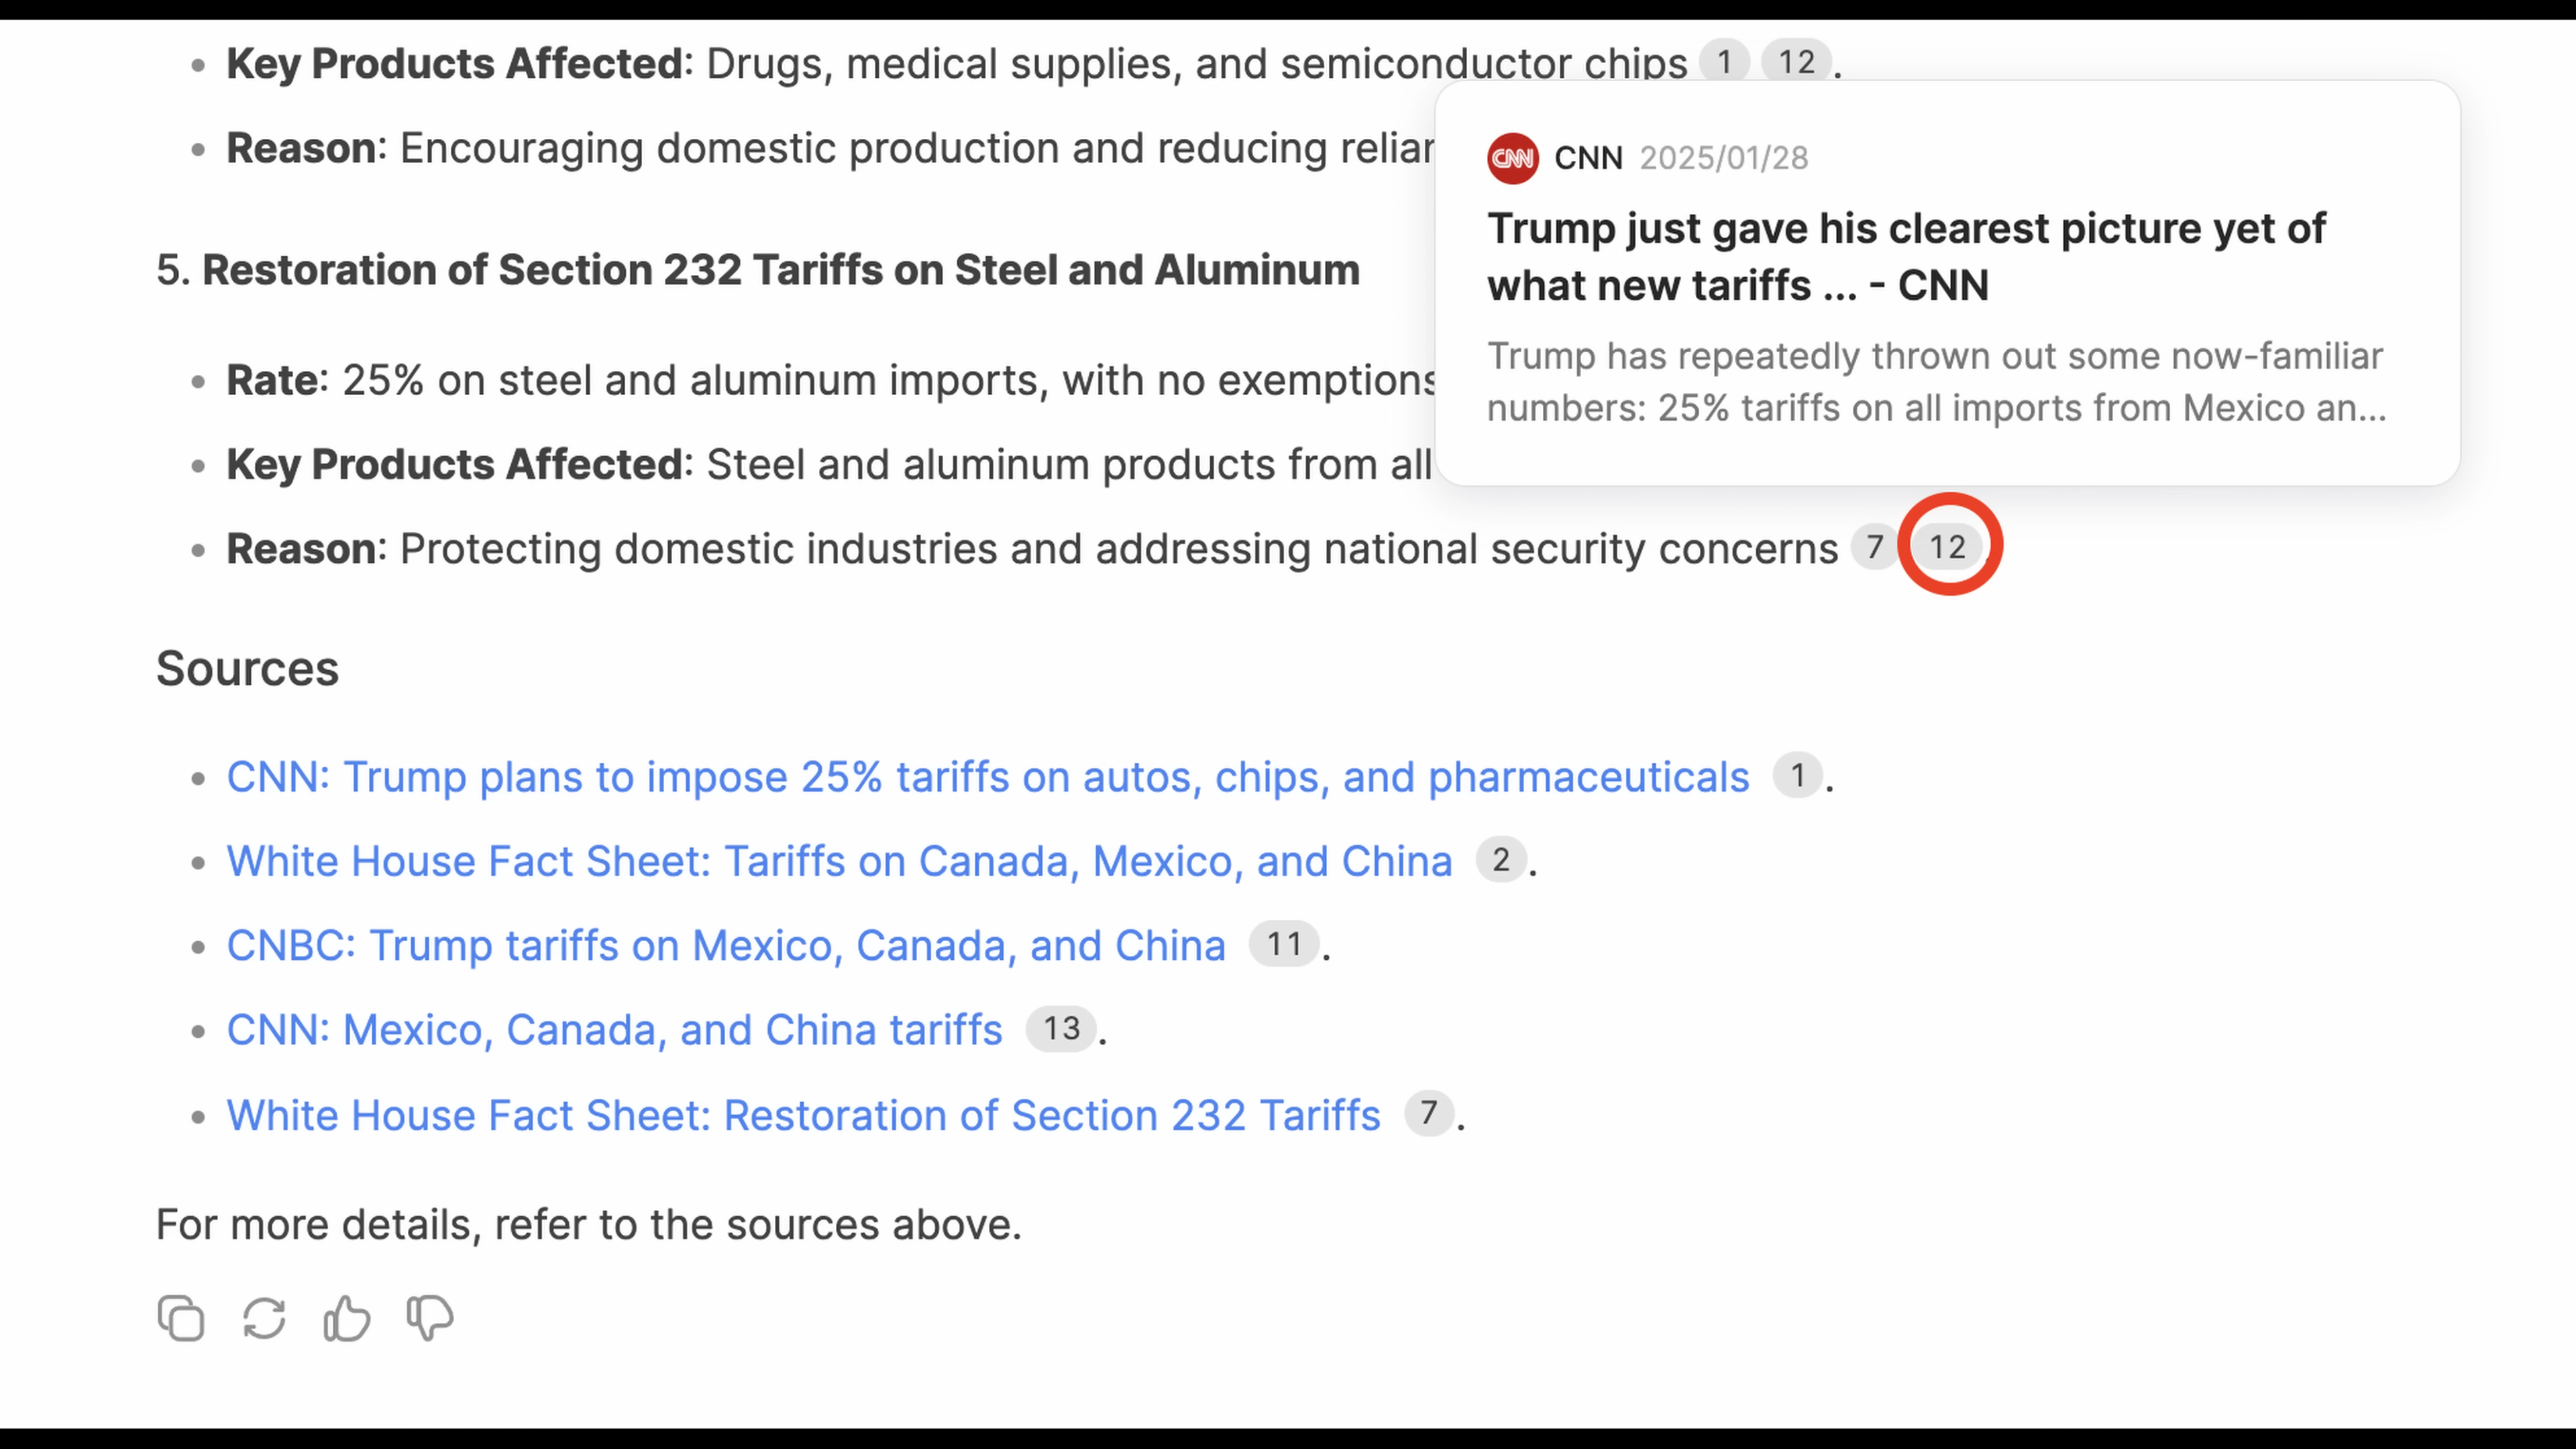 Key Products Affected: Drugs, medical supplies, and semiconductor chips 1 12.
Reason: Encouraging domestic production and reducing
CNN CNN 2025/01/28
Trump just gave his clearest picture yet of
what new tariffs ... - CNN
Trump has repeatedly thrown out some now-familiar
numbers: 25% tariffs on all imports from Mexico an...
5. Restoration of Section 232 Tariffs on Steel and Aluminum
Rate: 25% on steel and aluminum imports, with no exemptions
Key Products Affected: Steel and aluminum products from all
Reason: Protecting domestic industries and addressing national security concerns 7 12
Sources
CNN: Trump plans to impose 25% tariffs on autos, chips, and pharmaceuticals 1.
White House Fact Sheet: Tariffs on Canada, Mexico, and China 2.
CNBC: Trump tariffs on Mexico, Canada, and China 11.
CNN: Mexico, Canada, and China tariffs 13.
White House Fact Sheet: Restoration of Section 232 Tariffs 7.
For more details, refer to the sources above.